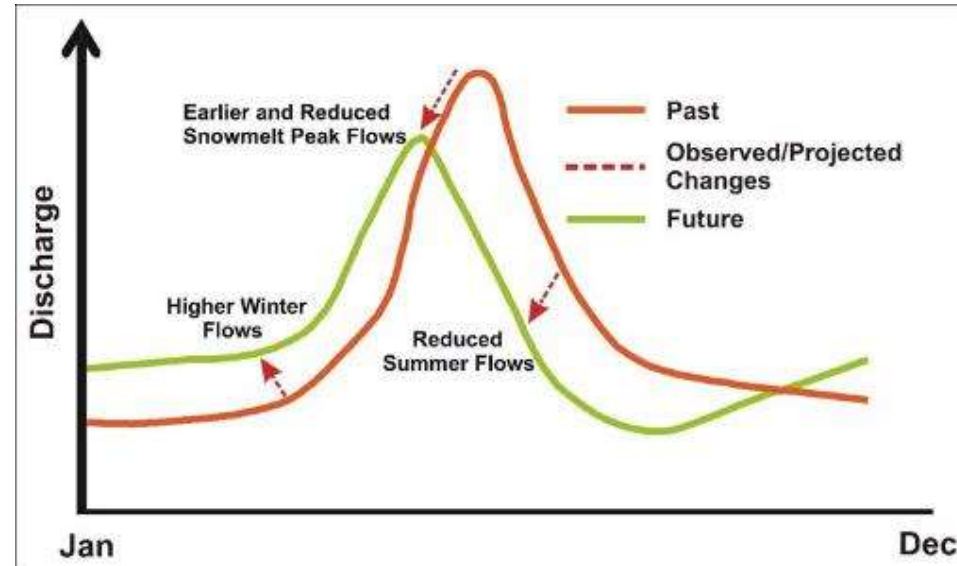 Earlier and Reduced
Snowmelt Peak Flows
Past
Observed/Projected
Changes
Future
Discharge
Higher Winter
Flows
Reduced
Summer Flows
Jan
Dec